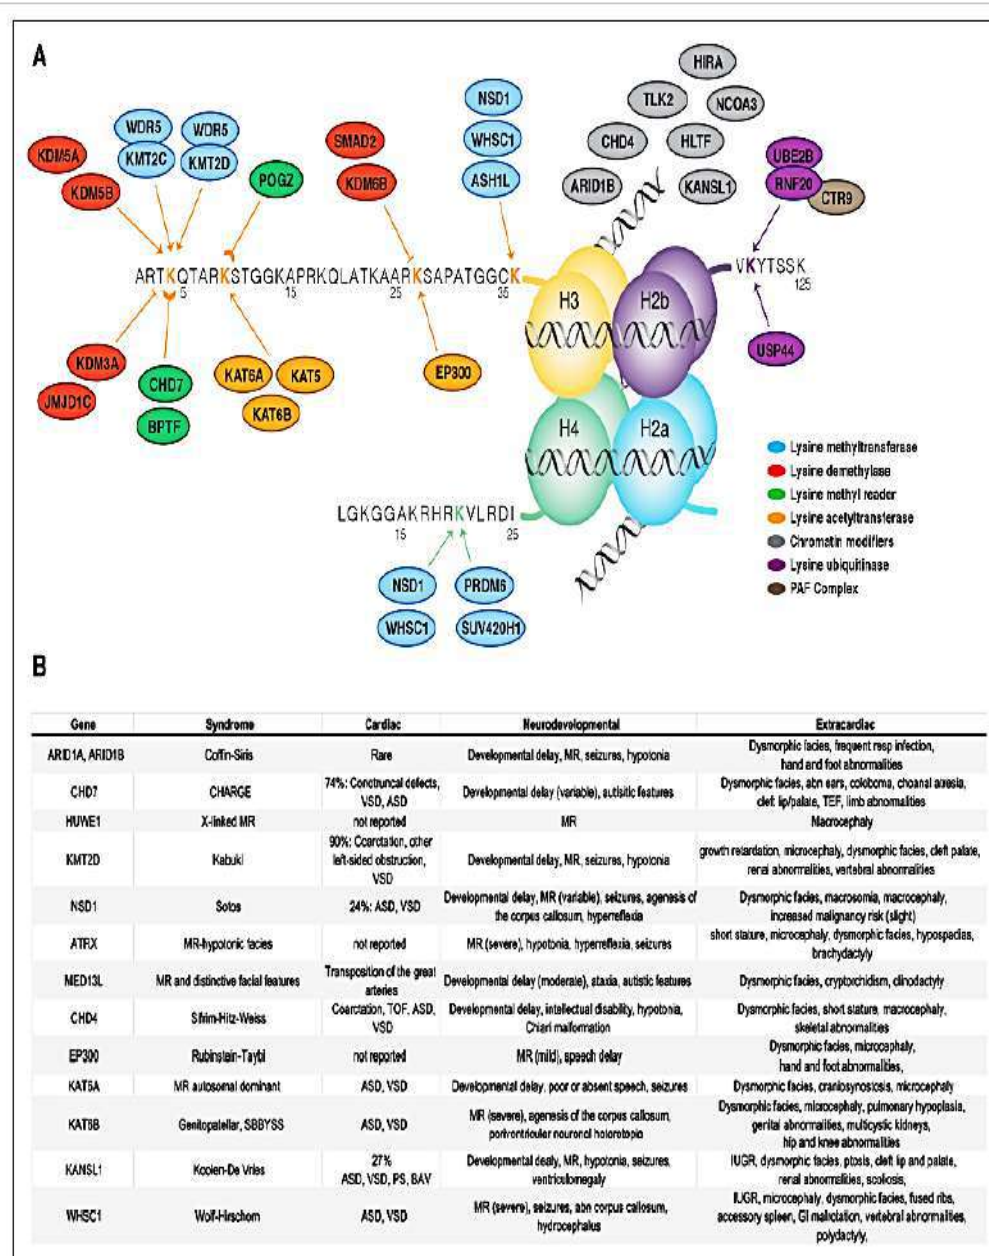 A
HIRA
NSD1
TLK2
NCOA3
WDR5
WDR5
SMAD2
WHSC1
CHD4
HLTF
UBE2B
KDM5A
KMT2C
KMT2D
KDM5B
POGZ
KDM6B
ASH1L
ARID1B
KANSL1
RNF20
CTR9
ARTKQTARKSTGGKAPRKQLATKAARKSAPATGGCK
VKYTSSK
5
15
25
35
125
H3
H2b
KDM3A
CHD7
KAT6A
KAT5
EP300
USP44
JMJD1C
BPTF
KAT6B
H4
H2a
Lysine methyltransferase
Lysine demethylase
Lysine methyl reader
Lysine acetyltransferase
Chromatin modifiers
Lysine ubiquitinase
PAF Complex
LGKGGAKRHRKVLRDI
15
25
NSD1
PRDM6
WHSC1
SUV420H1
B
Gene Syndrome Cardiac Neurodevelopmental Extracardiac
ARID1A, ARID1B Coffin-Siris Rare Developmental delay, MR, seizures, hypotonia Dysmorphic facies, frequent resp infection,
hand and foot abnormalities
CHD7 CHARGE 74%: Conotruncal defects, Developmental delay (variable), autisitic features Dysmorphic facies, abn ears, coloboma, choanal atresia,
VSD, ASD cleft lip/palate, TEF, limb abnormalities
HUWE1 X-linked MR not reported MR Macrocephaly
KMT2D Kabuki 90%: Coarctation, other Developmental delay, MR, seizures, hypotonia growth retardation, microcephaly, dysmorphic facies, cleft palate,
left-sided obstruction, renal abnormalities, vertebral abnormalities
VSD
NSD1 Sotos 24%: ASD, VSD Developmental delay, MR (variable), seizures, agenesis of Dysmorphic facies, macrosomia, macrocephaly,
the corpus callosum, hyperreflexia increased malignancy risk (slight)
ATRX MR-hypotonic facies not reported MR (severe), hypotonia, hyperreflexia, seizures short stature, microcephaly, dysmorphic facies, hypospadias,
brachydactyly
MED13L MR and distinctive facial features Transposition of the great Developmental delay (moderate), ataxia, autistic features Dysmorphic facies, cryptorchidism, clinodactyly
arteries
CHD4 Sifrim-Hitz-Weiss Coarctation, TOF, ASD, Developmental delay, intellectual disability, hypotonia, Dysmorphic facies, short stature, macrocephaly,
VSD Chiari malformation skeletal abnormalities
EP300 Rubinstein-Taybi not reported MR (mild), speech delay Dysmorphic facies, microcephaly,
hand and foot abnormalities,
KAT6A MR autosomal dominant ASD, VSD Developmental delay, poor or absent speech, seizures Dysmorphic facies, craniosynostosis, microcephaly
KAT6B Genitopatellar, SBBYSS ASD, VSD MR (severe), agenesis of the corpus callosum, Dysmorphic facies, microcephaly, pulmonary hypoplasia,
periventricular neuronal heterotopia genital abnormalities, multicystic kidneys,
hip and knee abnormalities
KANSL1 Koolen-De Vries 27% Developmental dealy, MR, hypotonia, seizures, IUGR, dysmorphic facies, ptosis, cleft lip and palate,
ASD, VSD, PS, BAV ventriculomegaly renal abnormalities, scoliosis,
WHSC1 Wolf-Hirschorn ASD, VSD MR (severe), seizures, abn corpus callosum, IUGR, microcephaly, dysmorphic facies, fused ribs,
hydrocephalus accessory spleen, GI malrotation, vertebral abnormalities,
polydactyly,